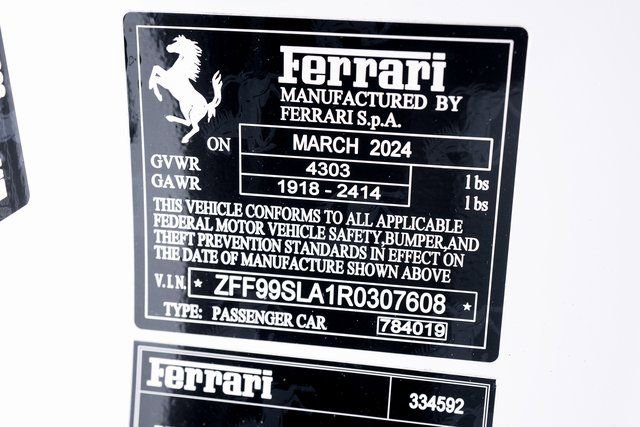 Ferrari
MANUFACTURED BY
FERRARI S.p.A.
ON MARCH 2024
GVWR 4303 lbs
GAWR 1918 - 2414 lbs
THIS VEHICLE CONFORMS TO ALL APPLICABLE
FEDERAL MOTOR VEHICLE SAFETY,BUMPER,AND
THEFT PREVENTION STANDARDS IN EFFECT ON
THE DATE OF MANUFACTURE SHOWN ABOVE
V.I.N. * ZFF99SLA1R0307608 *
TYPE: PASSENGER CAR 784019
Ferrari 334592